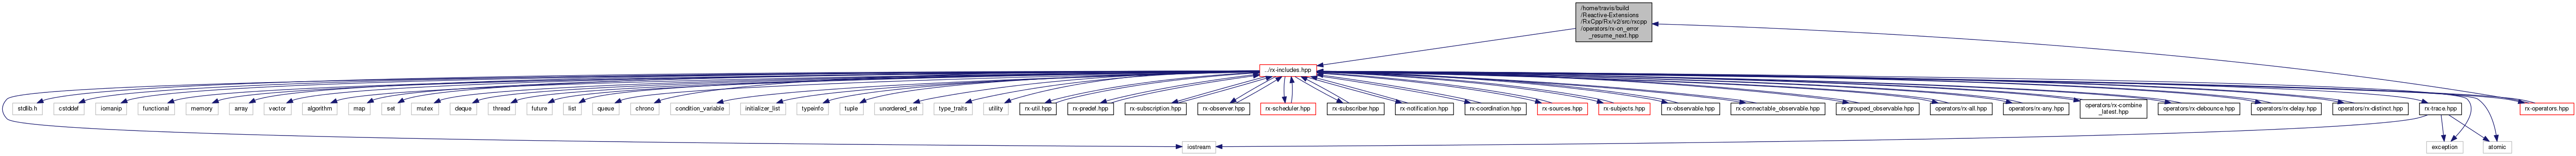 /home/travis/build
/Reactive-Extensions
/RxCpp/Rx/v2/src/rxcpp
/operators/rx-on_error
_resume_next.hpp
../rx-includes.hpp
stdlib.h
cstddef
iomanip
functional
memory
array
vector
algorithm
map
set
mutex
deque
thread
future
list
queue
chrono
condition_variable
initializer_list
typeinfo
tuple
unordered_set
type_traits
utility
rx-util.hpp
rx-predef.hpp
rx-subscription.hpp
rx-observer.hpp
rx-scheduler.hpp
rx-subscriber.hpp
rx-notification.hpp
rx-coordination.hpp
rx-sources.hpp
rx-subjects.hpp
rx-observable.hpp
rx-connectable_observable.hpp
rx-grouped_observable.hpp
operators/rx-all.hpp
operators/rx-any.hpp
operators/rx-combine
_latest.hpp
operators/rx-debounce.hpp
operators/rx-delay.hpp
operators/rx-distinct.hpp
rx-trace.hpp
rx-operators.hpp
iostream
exception
atomic